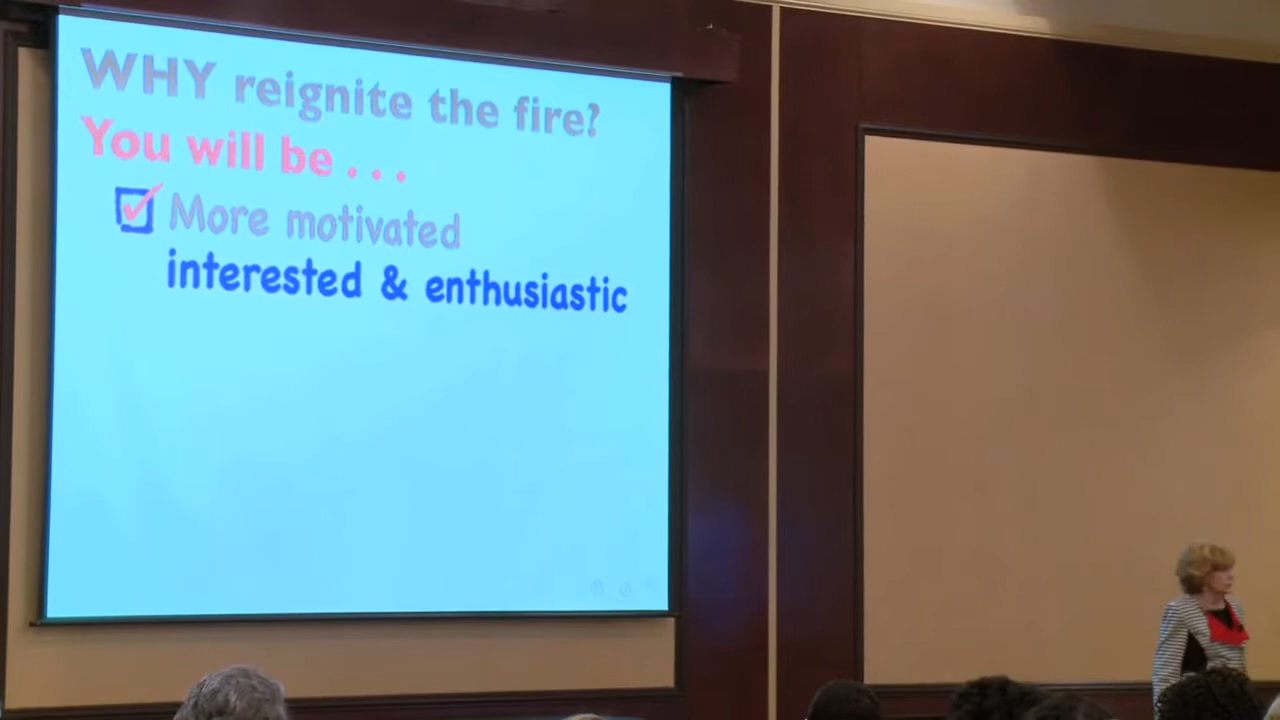 WHY reignite the fire?
You will be . . .
More motivated
interested & enthusiastic